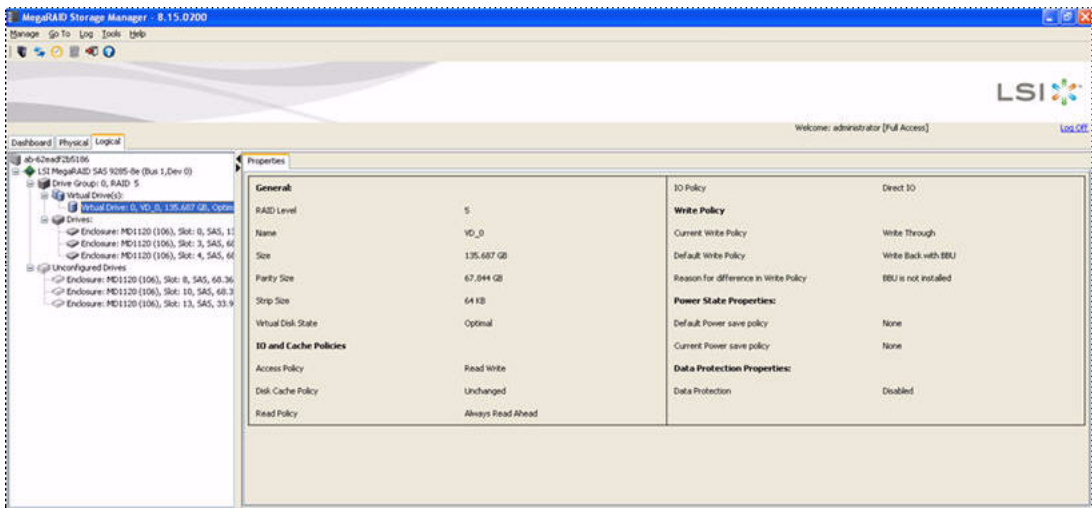 MegaRAID Storage Manager - 8.15.0200
Manage Go To Log Tools Help
LSI
Welcome: administrator [Full Access]
Log Off
Dashboard Physical Logical
ab-62eadf2b5106
LSI MegaRAID SAS 9285-8e (Bus 1,Dev 0)
Drive Group: 0, RAID 5
Virtual Drive(s):
Virtual Drive: 0, VD_0, 135.687 GB, Optim
Drives:
Enclosure: MD1120 (106), Slot: 0, SAS, 13
Enclosure: MD1120 (106), Slot: 3, SAS, 68
Enclosure: MD1120 (106), Slot: 4, SAS, 68
Unconfigured Drives
Enclosure: MD1120 (106), Slot: 8, SAS, 68.36
Enclosure: MD1120 (106), Slot: 10, SAS, 68.3
Enclosure: MD1120 (106), Slot: 13, SAS, 33.9
Properties
General:
RAID Level 5
Name VD_0
Size 135.687 GB
Parity Size 67.844 GB
Strip Size 64 KB
Virtual Disk State Optimal
IO and Cache Policies
Access Policy Read Write
Disk Cache Policy Unchanged
Read Policy Always Read Ahead
IO Policy Direct IO
Write Policy
Current Write Policy Write Through
Default Write Policy Write Back with BBU
Reason for difference in Write Policy BBU is not installed
Power State Properties:
Default Power save policy None
Current Power save policy None
Data Protection Properties:
Data Protection Disabled